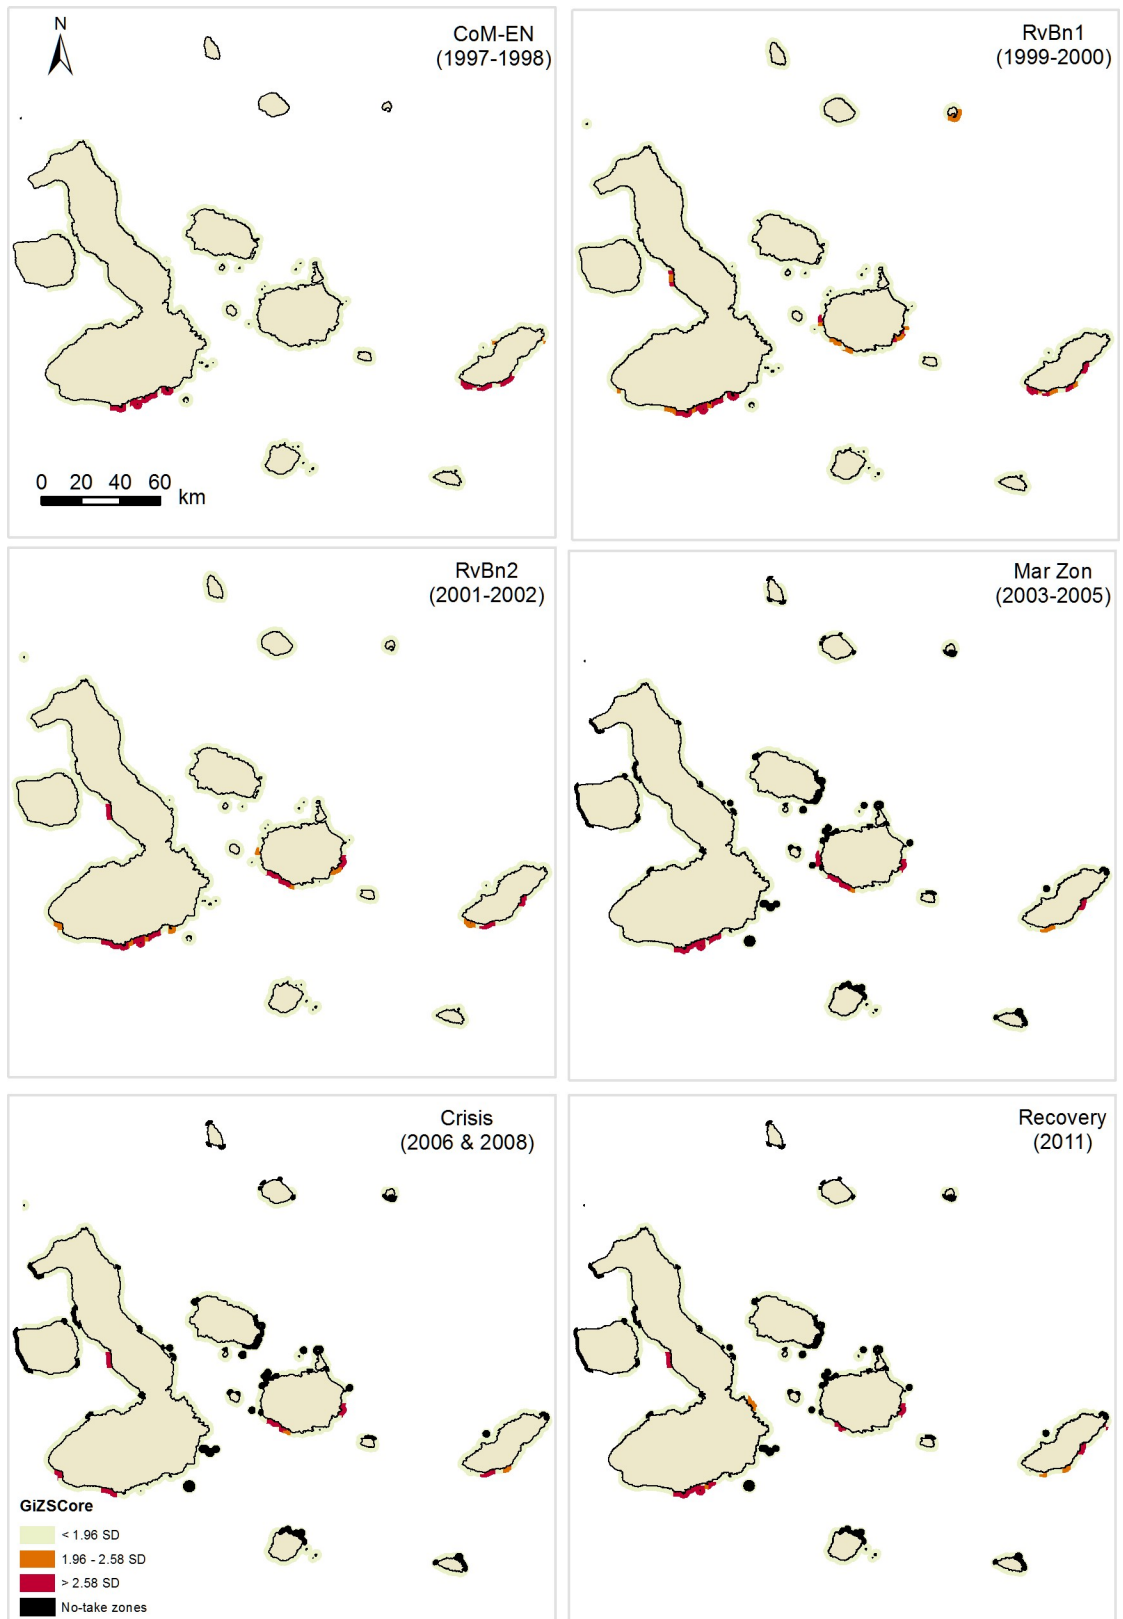 N
CoM-EN
(1997-1998)
0 20 40 60
km
RvBn1
(1999-2000)
RvBn2
(2001-2002)
Mar Zon
(2003-2005)
Crisis
(2006 & 2008)
GiZSCore
< 1.96 SD
1.96 - 2.58 SD
> 2.58 SD
No-take zones
Recovery
(2011)